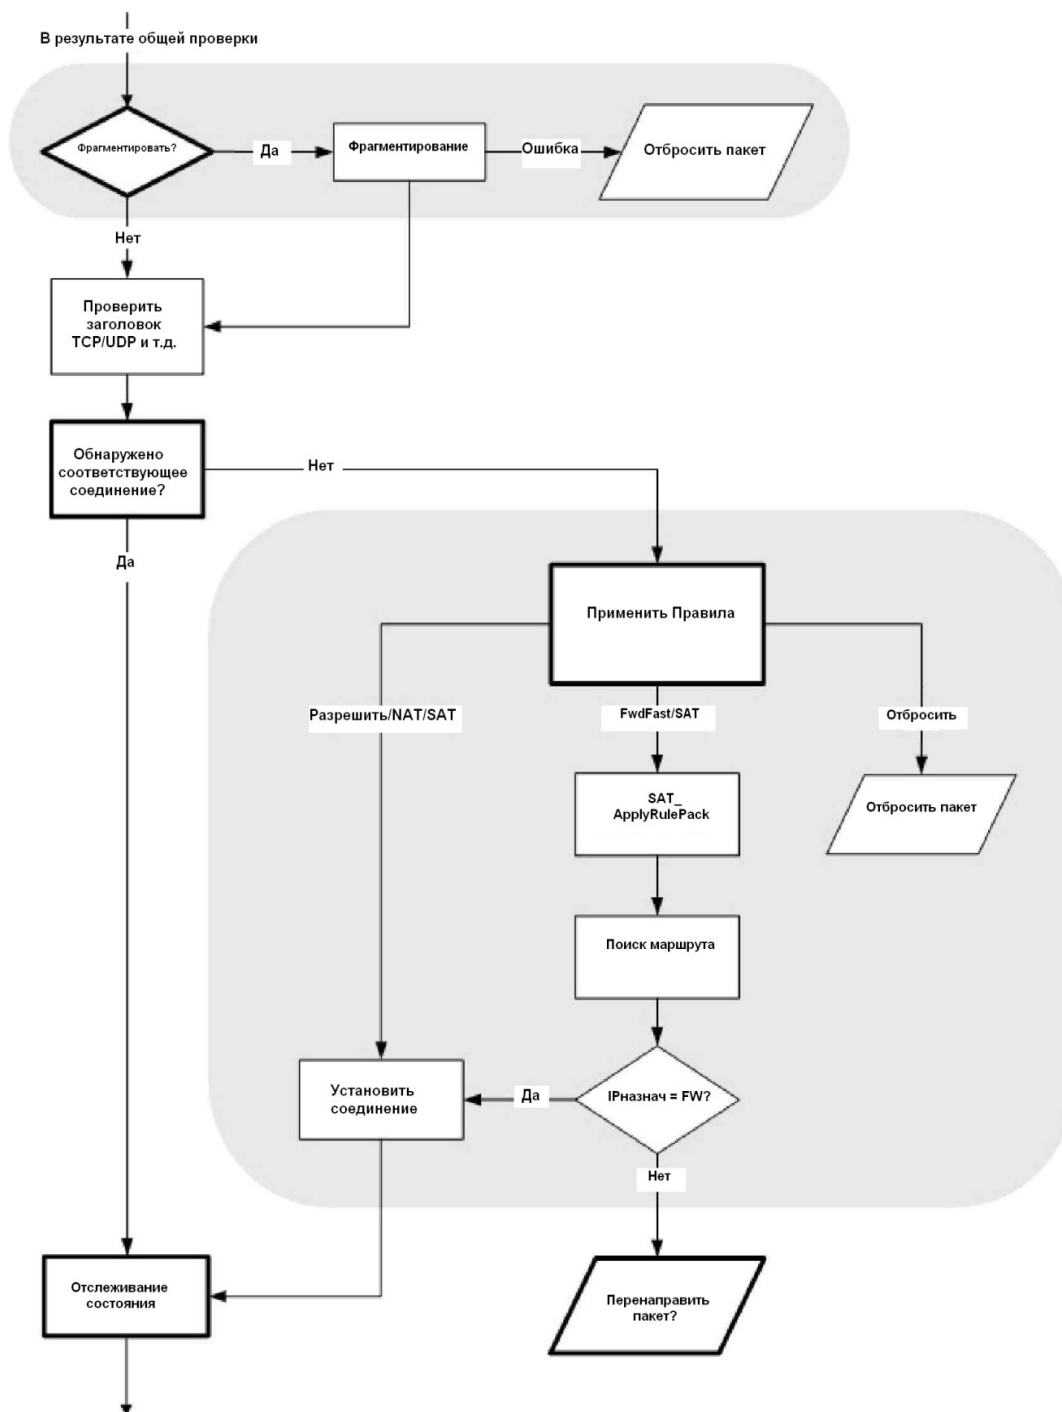 В результате общей проверки
Фрагментировать?
Да
Фрагментирование
Ошибка
Отбросить пакет
Нет
Проверить
заголовок
TCP/UDP и т.д.
Обнаружено
соответствующее
соединение?
Нет
Да
Применить Правила
Разрешить/NAT/SAT
FwdFast/SAT
Отбросить
SAT_
ApplyRulePack
Отбросить пакет
Поиск маршрута
Установить
соединение
Да
IPназнач = FW?
Нет
Отслеживание
состояния
Перенаправить
пакет?